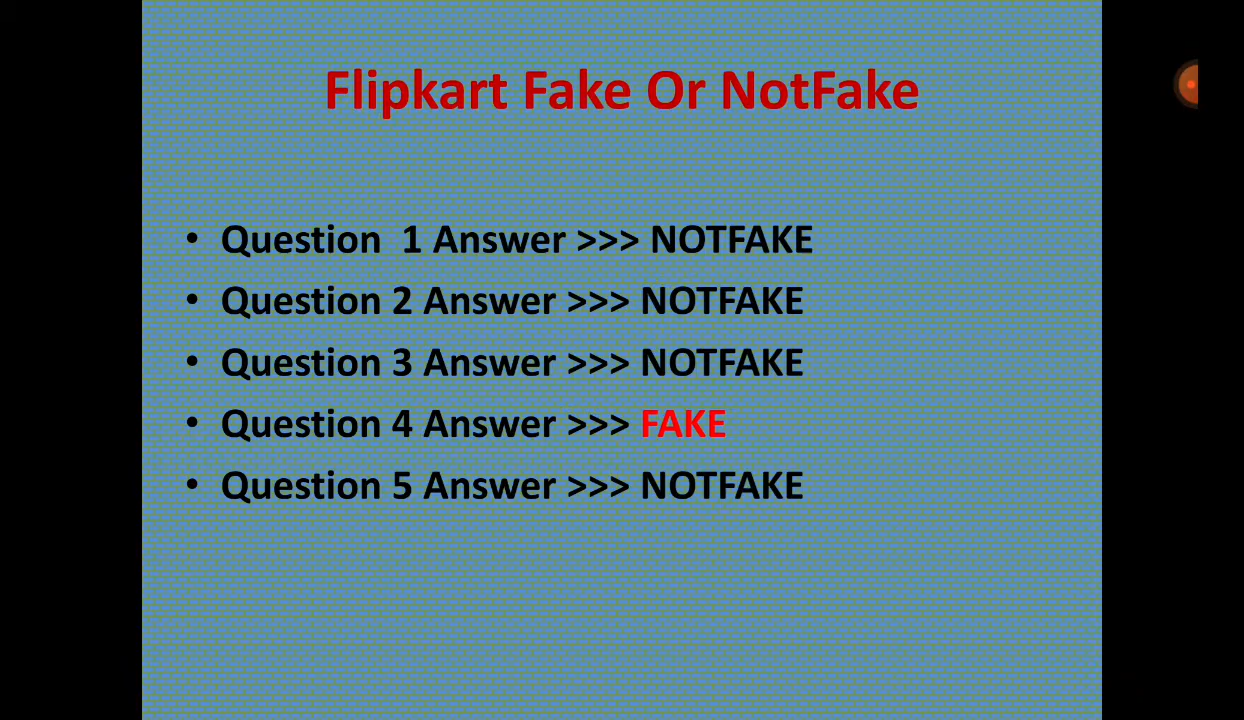 Flipkart Fake Or NotFake
• Question  1 Answer >>> NOTFAKE
• Question 2 Answer >>> NOTFAKE
• Question 3 Answer >>> NOTFAKE
• Question 4 Answer >>> FAKE
• Question 5 Answer >>> NOTFAKE